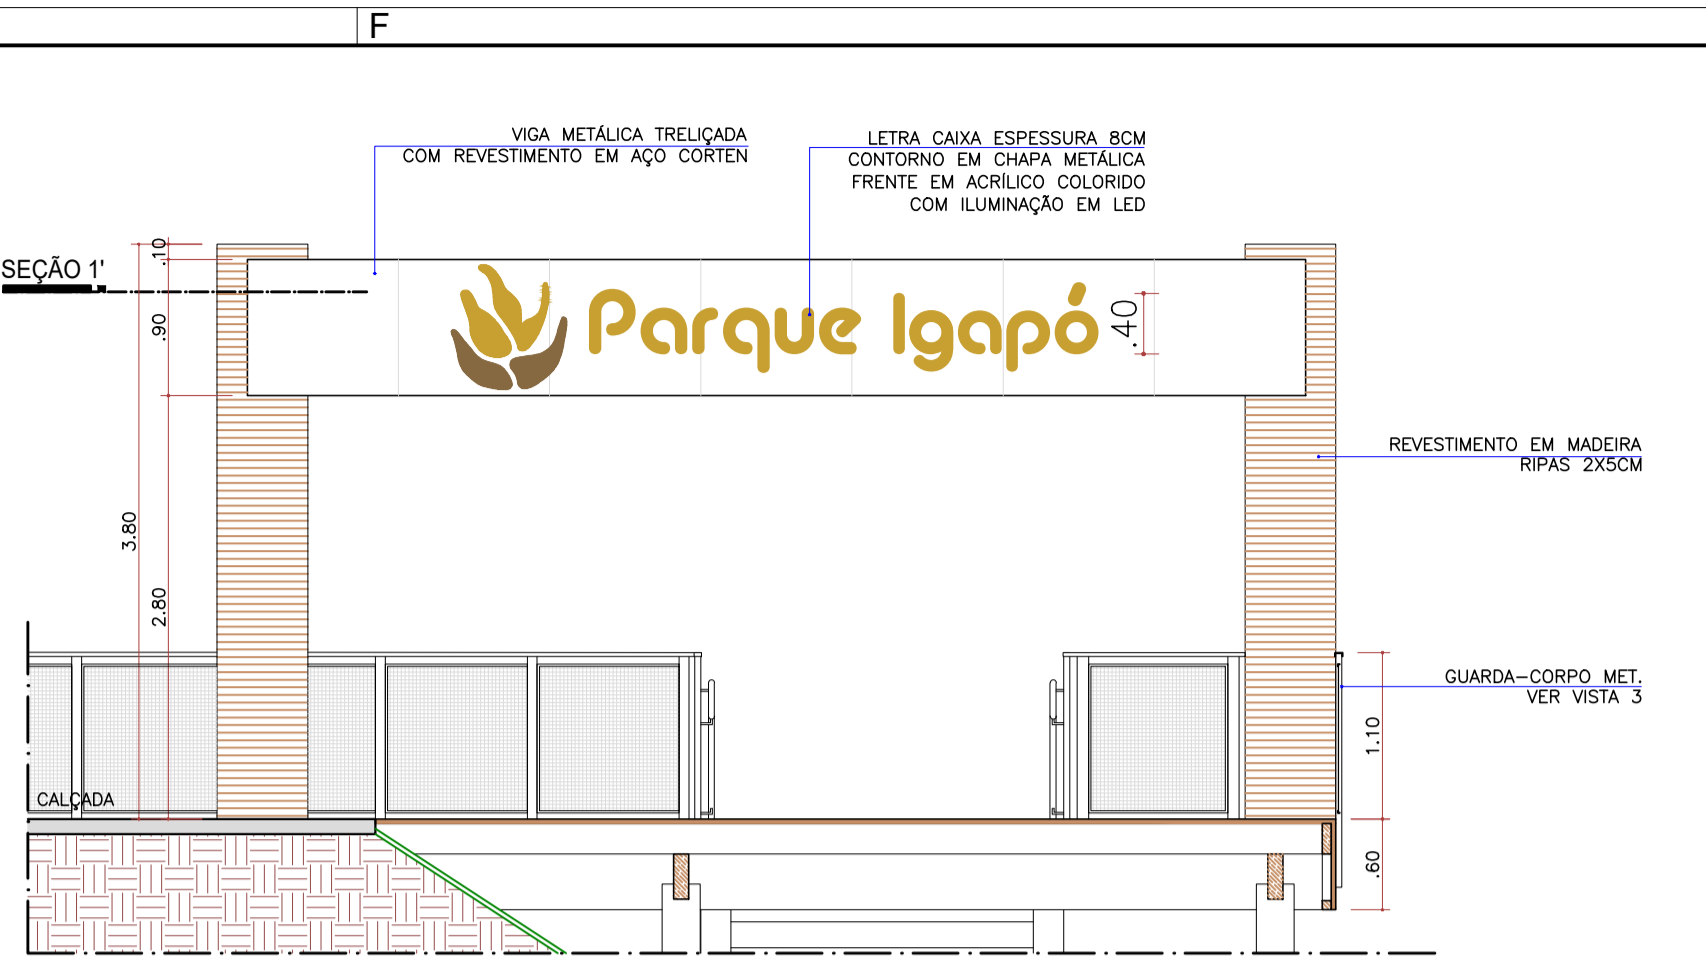 F
VIGA METÁLICA TRELIÇADA
COM REVESTIMENTO EM AÇO CORTEN
LETRA CAIXA ESPESSURA 8CM
CONTORNO EM CHAPA METÁLICA
FRENTE EM ACRÍLICO COLORIDO
COM ILUMINAÇÃO EM LED
SEÇÃO 1'
.10
.90
Parque Igapó
.40
REVESTIMENTO EM MADEIRA
RIPAS 2X5CM
3.80
2.80
GUARDA-CORPO MET.
VER VISTA 3
1.10
CALÇADA
.60